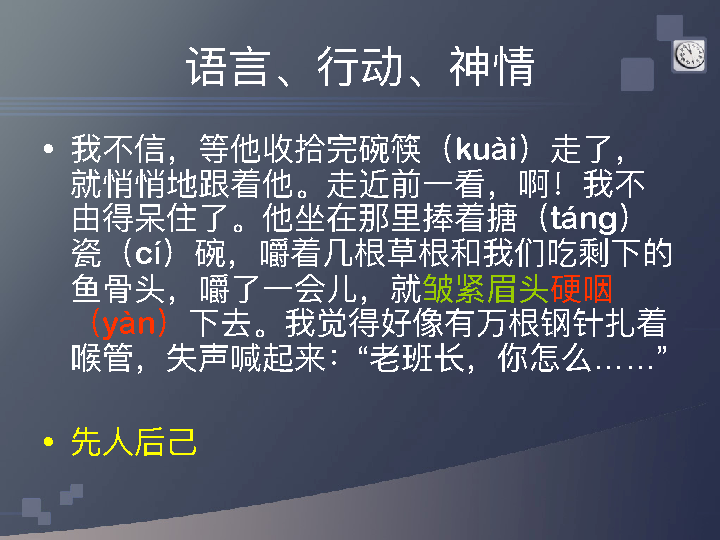 语言、行动、神情
• 我不信，等他收拾完碗筷（kuài）走了，
就悄悄地跟着他。走近前一看，啊！我不
由得呆住了。他坐在那里捧着搪（táng）
瓷（cí）碗，嚼着几根草根和我们吃剩下的
鱼骨头，嚼了一会儿，就皱紧眉头硬咽
（yàn）下去。我觉得好像有万根钢针扎着
喉管，失声喊起来：“老班长，你怎么……”
• 先人后己